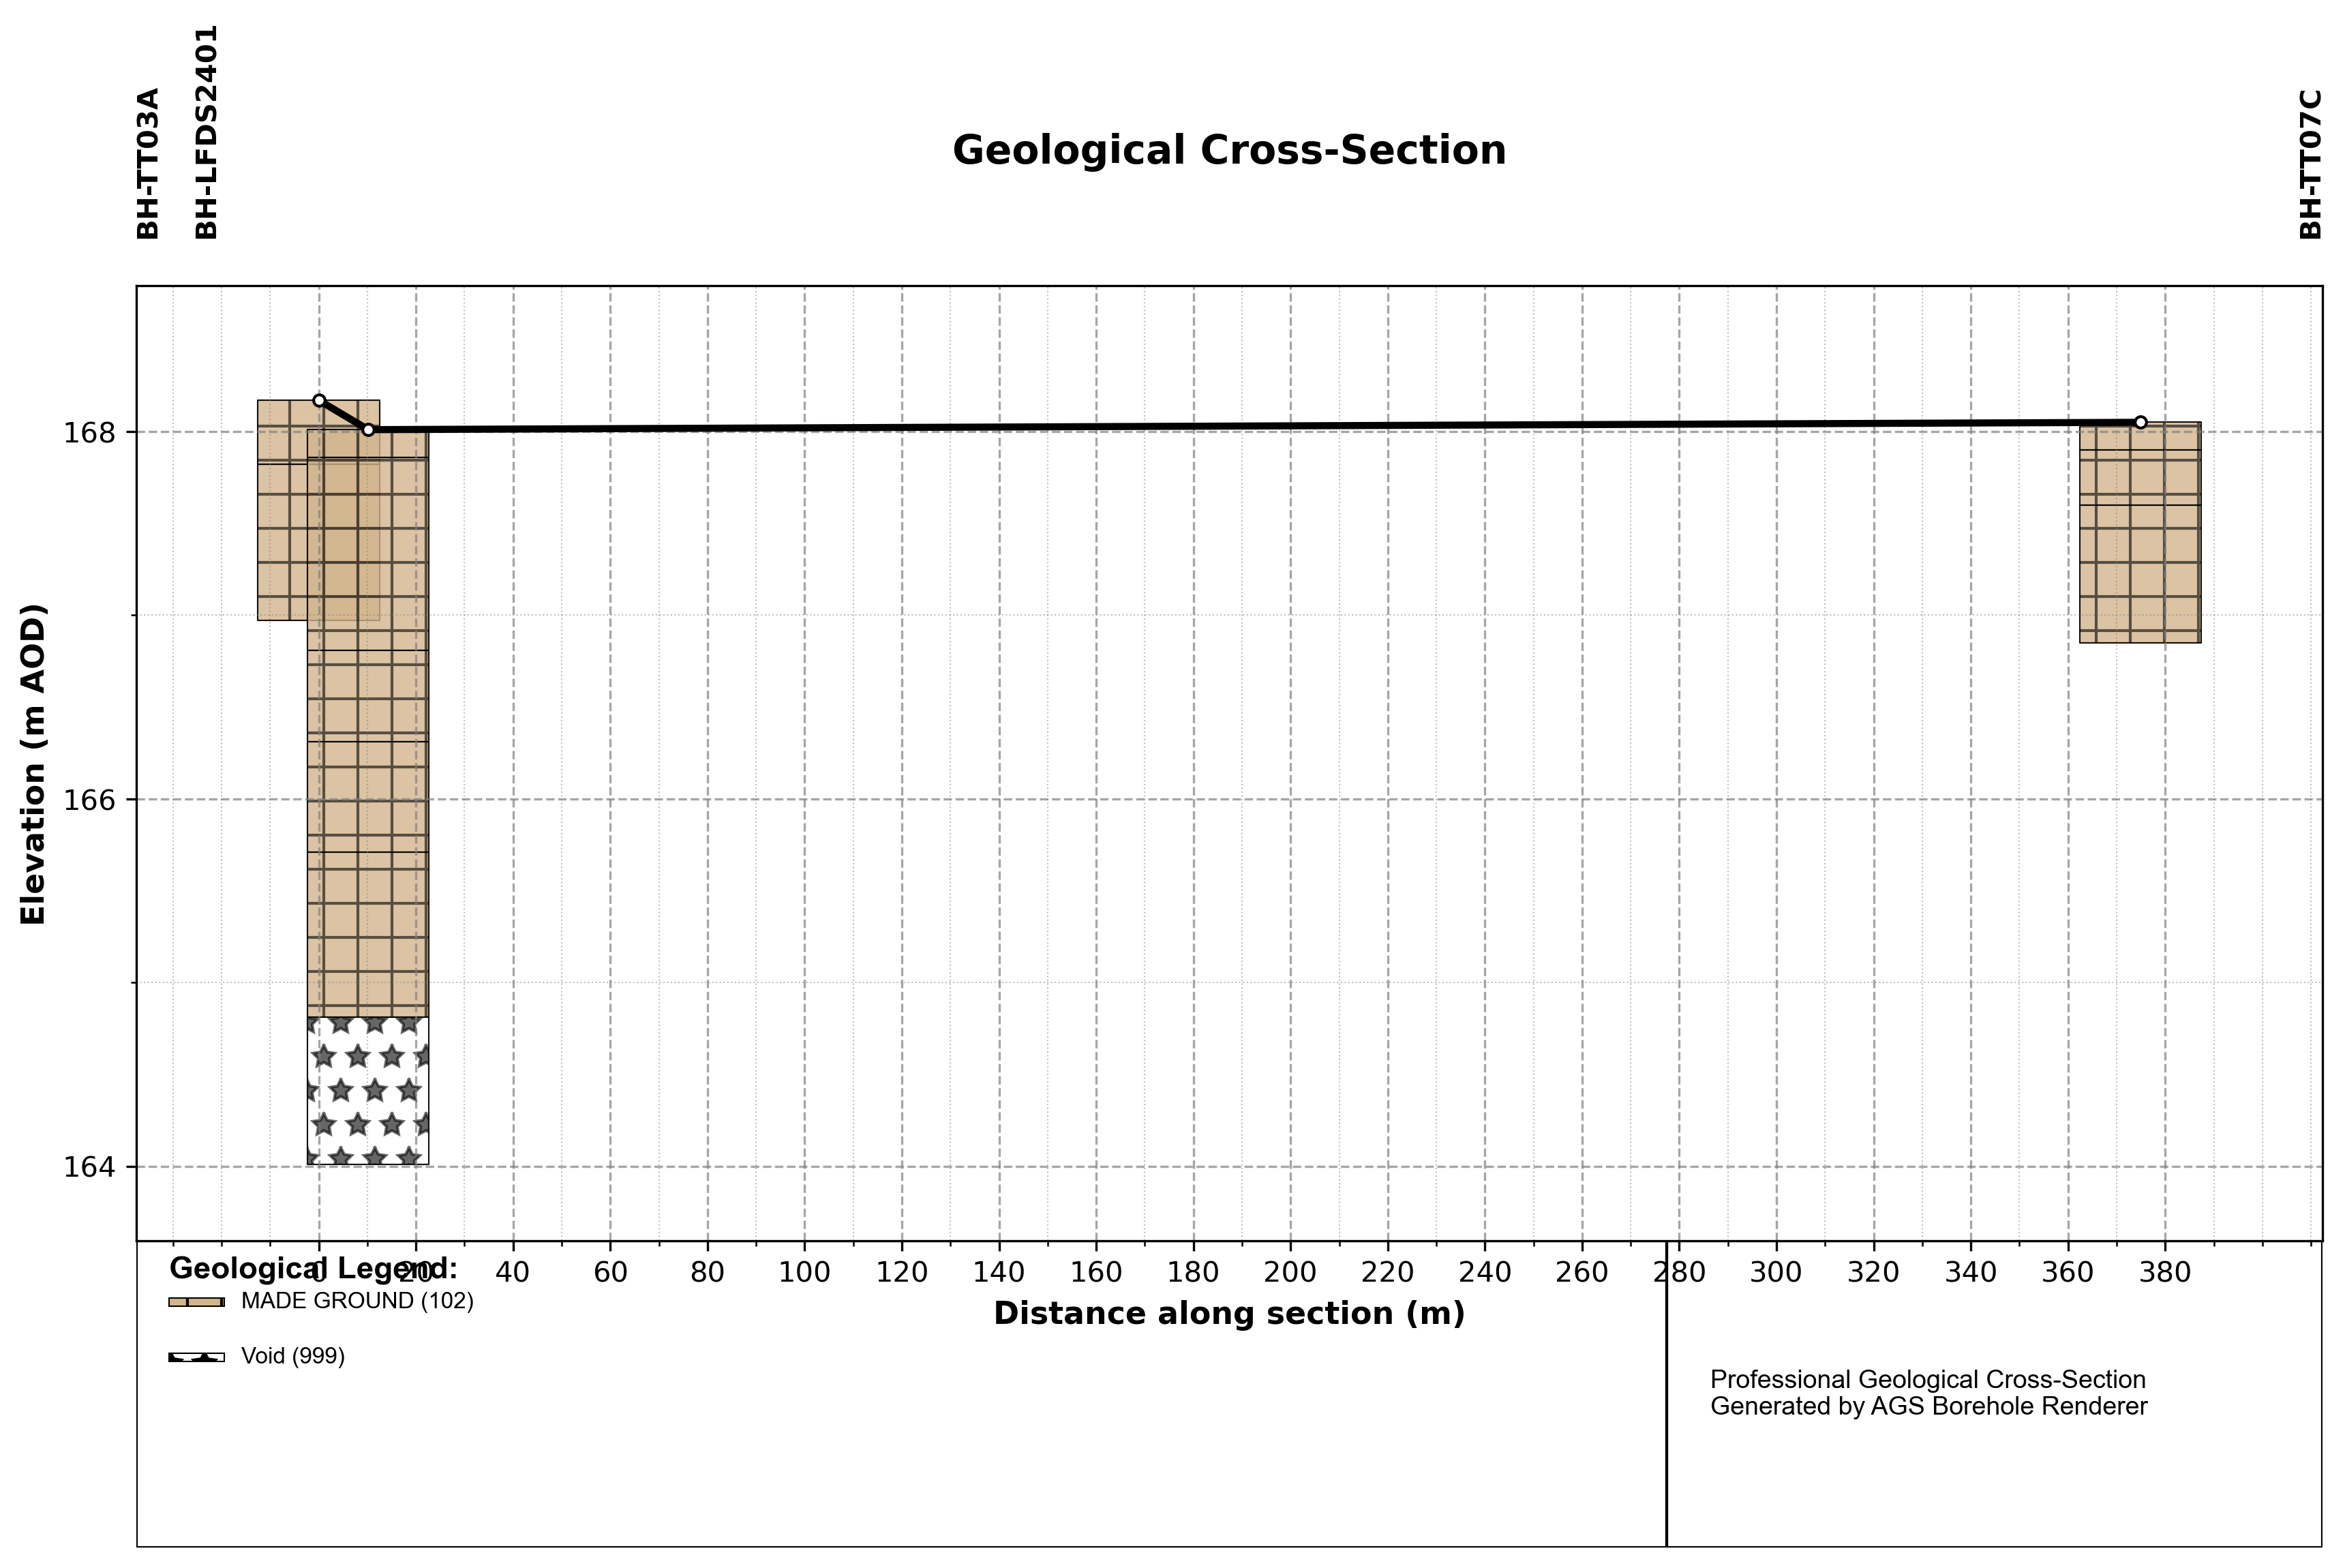 BH-TT03A
BH-LFDS2401
BH-TT07C
Geological Cross-Section
Elevation (m AOD)
168
166
164
0 20 40 60 80 100 120 140 160 180 200 220 240 260 280 300 320 340 360 380
Distance along section (m)
Geological Legend:
MADE GROUND (102)
Void (999)
Professional Geological Cross-Section
Generated by AGS Borehole Renderer